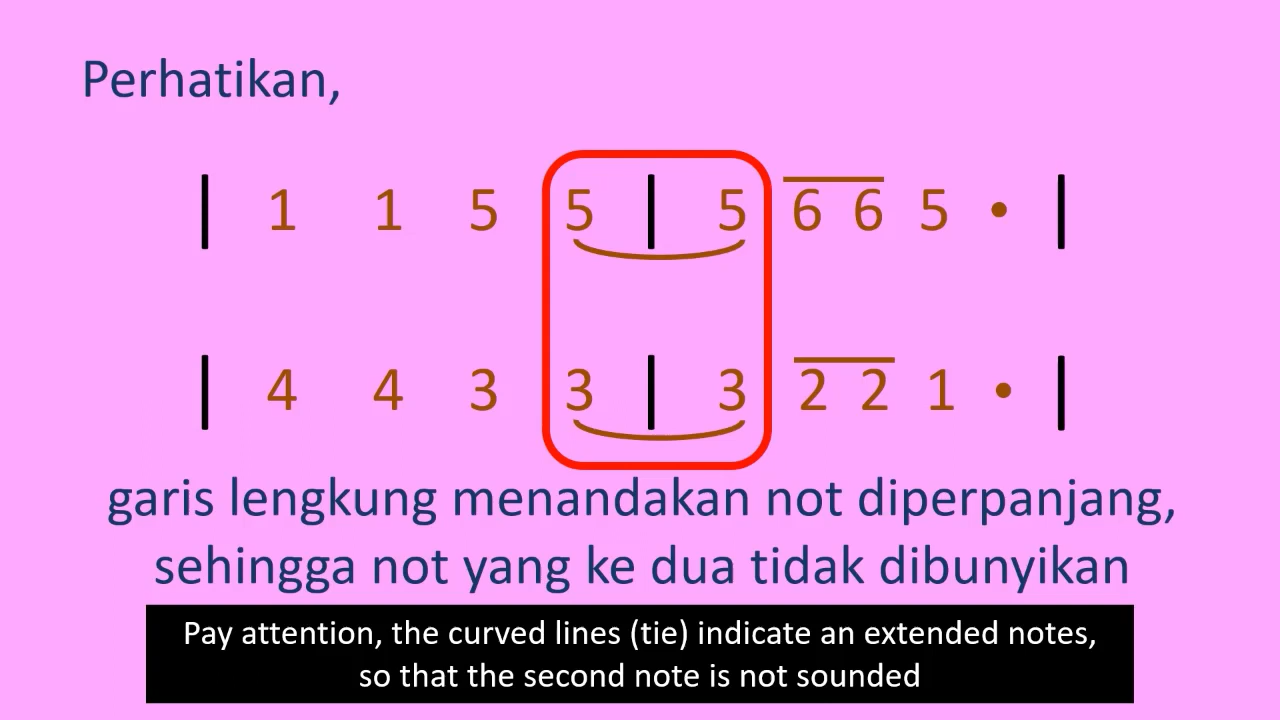 Perhatikan,
| 1 1 5 5 | 5 6 6 5 • |
| 4 4 3 3 | 3 2 2 1 • |
garis lengkung menandakan not diperpanjang,
sehingga not yang ke dua tidak dibunyikan
Pay attention, the curved lines (tie) indicate an extended notes,
so that the second note is not sounded